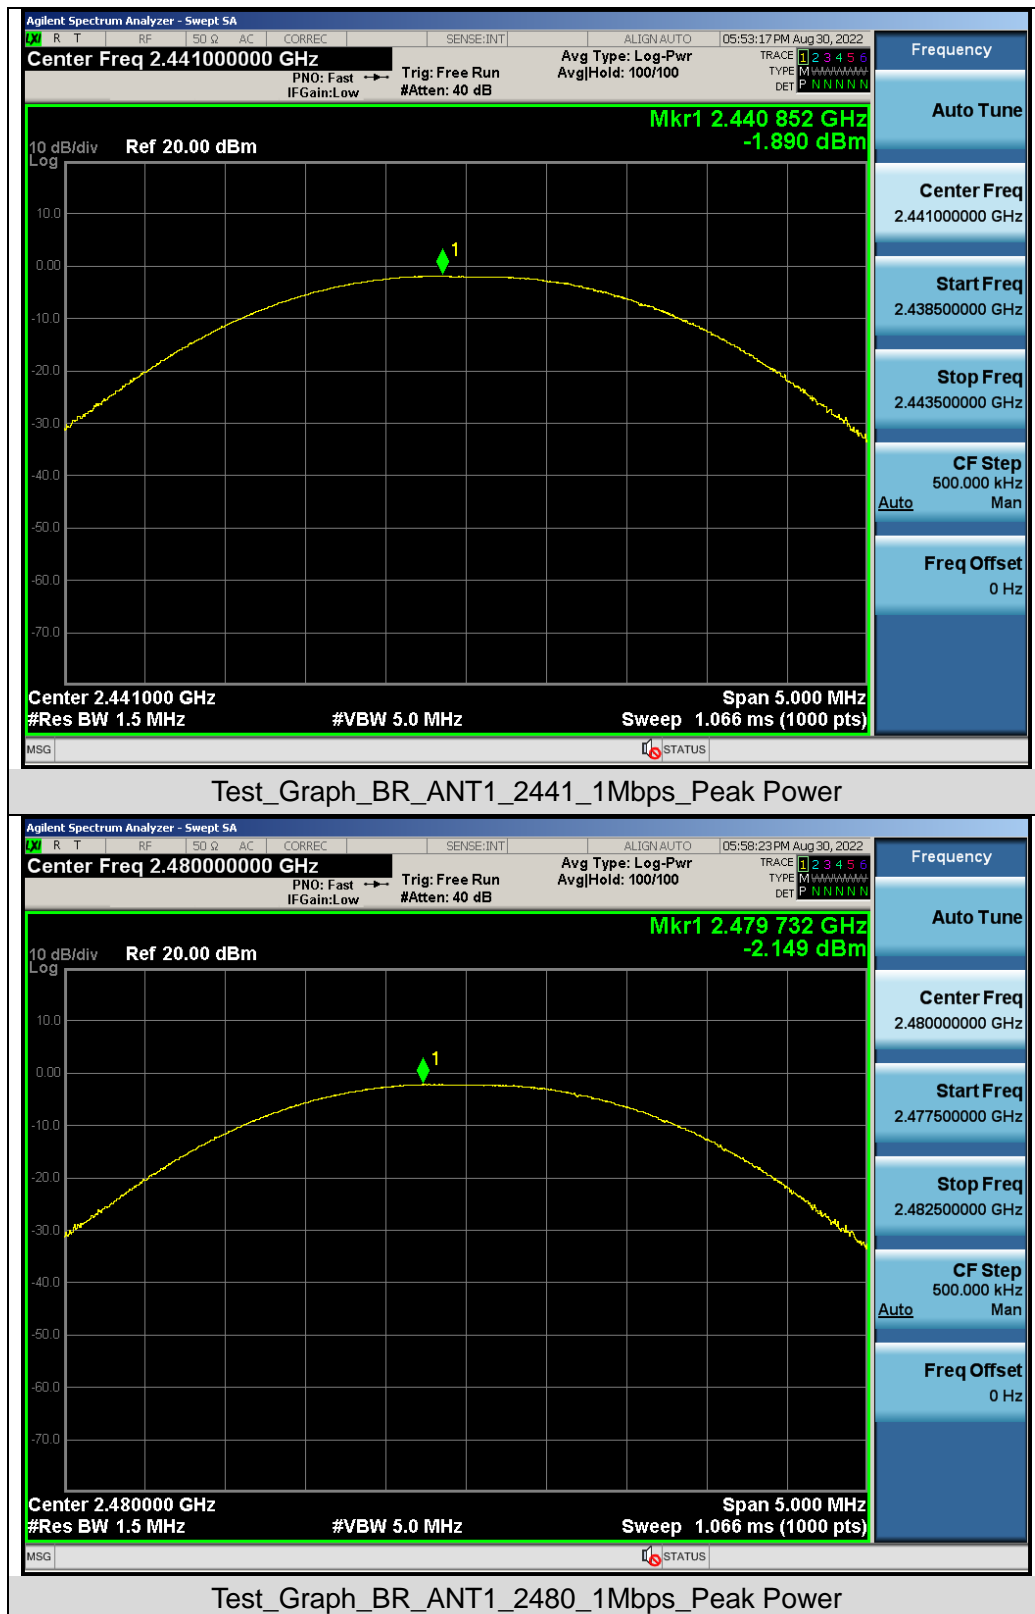 Agilent Spectrum Analyzer - Swept SA
LXI R T RF 50 Ω AC CORREC SENSE:INT ALIGN AUTO 05:53:17 PM Aug 30, 2022
Center Freq 2.441000000 GHz
PNO: Fast
IFGain:Low
Trig: Free Run
#Atten: 40 dB
Avg Type: Log-Pwr
Avg|Hold: 100/100
TRACE 1 2 3 4 5 6
TYPE M WWWWW
DET P N N N N N
Mkr1 2.440 852 GHz
-1.890 dBm
10 dB/div Ref 20.00 dBm
Log
10.0
1
0.00
-10.0
-20.0
-30.0
-40.0
-50.0
-60.0
-70.0
Center 2.441000 GHz Span 5.000 MHz
#Res BW 1.5 MHz #VBW 5.0 MHz Sweep 1.066 ms (1000 pts)
MSG STATUS
Frequency
Auto Tune
Center Freq
2.441000000 GHz
Start Freq
2.438500000 GHz
Stop Freq
2.443500000 GHz
CF Step
500.000 kHz
Auto Man
Freq Offset
0 Hz
Test_Graph_BR_ANT1_2441_1Mbps_Peak Power
Agilent Spectrum Analyzer - Swept SA
LXI R T RF 50 Ω AC CORREC SENSE:INT ALIGN AUTO 05:58:23 PM Aug 30, 2022
Center Freq 2.480000000 GHz
PNO: Fast
IFGain:Low
Trig: Free Run
#Atten: 40 dB
Avg Type: Log-Pwr
Avg|Hold: 100/100
TRACE 1 2 3 4 5 6
TYPE M WWWWW
DET P N N N N N
Mkr1 2.479 732 GHz
-2.149 dBm
10 dB/div Ref 20.00 dBm
Log
10.0
1
0.00
-10.0
-20.0
-30.0
-40.0
-50.0
-60.0
-70.0
Center 2.480000 GHz Span 5.000 MHz
#Res BW 1.5 MHz #VBW 5.0 MHz Sweep 1.066 ms (1000 pts)
MSG STATUS
Frequency
Auto Tune
Center Freq
2.480000000 GHz
Start Freq
2.477500000 GHz
Stop Freq
2.482500000 GHz
CF Step
500.000 kHz
Auto Man
Freq Offset
0 Hz
Test_Graph_BR_ANT1_2480_1Mbps_Peak Power